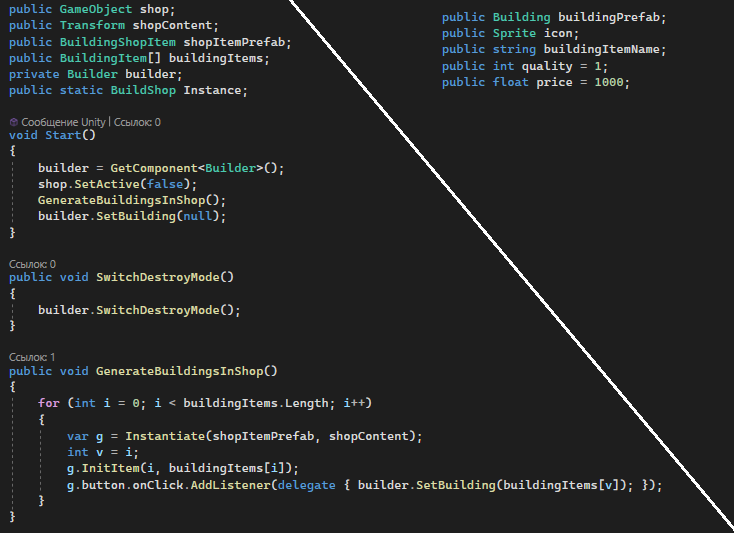 public GameObject shop;
public Transform shopContent;
public BuildingShopItem shopItemPrefab;
public BuildingItem[] buildingItems;
private Builder builder;
public static BuildShop Instance;
Сообщение Unity | Ссылок: 0
void Start()
{
builder = GetComponent<Builder>();
shop.SetActive(false);
GenerateBuildingsInShop();
builder.SetBuilding(null);
}
Ссылок: 0
public void SwitchDestroyMode()
{
builder.SwitchDestroyMode();
}
Ссылок: 1
public void GenerateBuildingsInShop()
{
for (int i = 0; i < buildingItems.Length; i++)
{
var g = Instantiate(shopItemPrefab, shopContent);
int v = i;
g.InitItem(i, buildingItems[i]);
g.button.onClick.AddListener(delegate { builder.SetBuilding(buildingItems[v]); });
}
}
public Building buildingPrefab;
public Sprite icon;
public string buildingItemName;
public int quality = 1;
public float price = 1000;